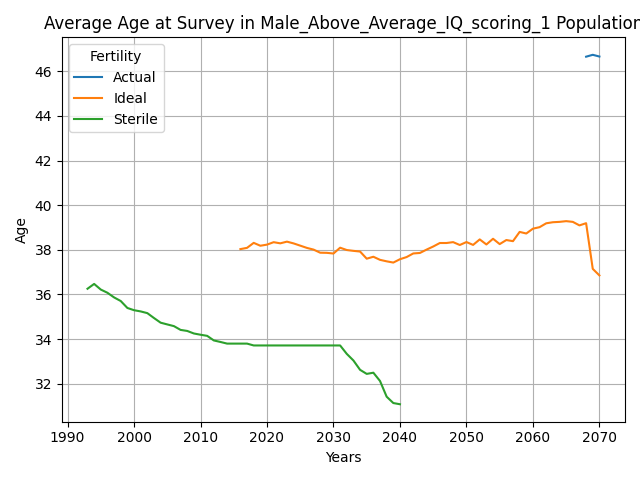 Average Age at Survey in Male_Above_Average_IQ_scoring_1 Population
Fertility
Actual
Ideal
Sterile
46
44
42
40
38
36
34
32
Age
1990
2000
2010
2020
2030
2040
2050
2060
2070
Years